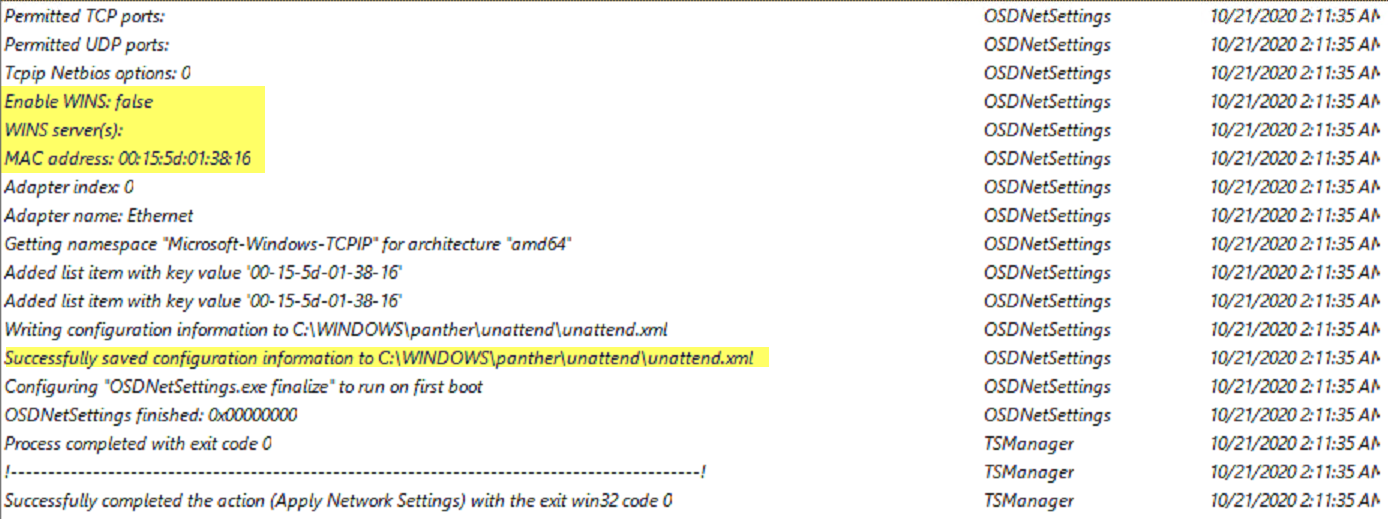 Permitted TCP ports: OSDNetSettings 10/21/2020 2:11:35 AM
Permitted UDP ports: OSDNetSettings 10/21/2020 2:11:35 AM
Tcpip Netbios options: 0 OSDNetSettings 10/21/2020 2:11:35 AM
Enable WINS: false OSDNetSettings 10/21/2020 2:11:35 AM
WINS server(s): OSDNetSettings 10/21/2020 2:11:35 AM
MAC address: 00:15:5d:01:38:16 OSDNetSettings 10/21/2020 2:11:35 AM
Adapter index: 0 OSDNetSettings 10/21/2020 2:11:35 AM
Adapter name: Ethernet OSDNetSettings 10/21/2020 2:11:35 AM
Getting namespace "Microsoft-Windows-TCPIP" for architecture "amd64" OSDNetSettings 10/21/2020 2:11:35 AM
Added list item with key value '00-15-5d-01-38-16' OSDNetSettings 10/21/2020 2:11:35 AM
Added list item with key value '00-15-5d-01-38-16' OSDNetSettings 10/21/2020 2:11:35 AM
Writing configuration information to C:\WINDOWS\panther\unattend\unattend.xml OSDNetSettings 10/21/2020 2:11:35 AM
Successfully saved configuration information to C:\WINDOWS\panther\unattend\unattend.xml OSDNetSettings 10/21/2020 2:11:35 AM
Configuring "OSDNetSettings.exe finalize" to run on first boot OSDNetSettings 10/21/2020 2:11:35 AM
OSDNetSettings finished: 0x00000000 OSDNetSettings 10/21/2020 2:11:35 AM
Process completed with exit code 0 TSManager 10/21/2020 2:11:35 AM
!--------------------------------------------------------------------------------------------! TSManager 10/21/2020 2:11:35 AM
Successfully completed the action (Apply Network Settings) with the exit win32 code 0 TSManager 10/21/2020 2:11:35 AM